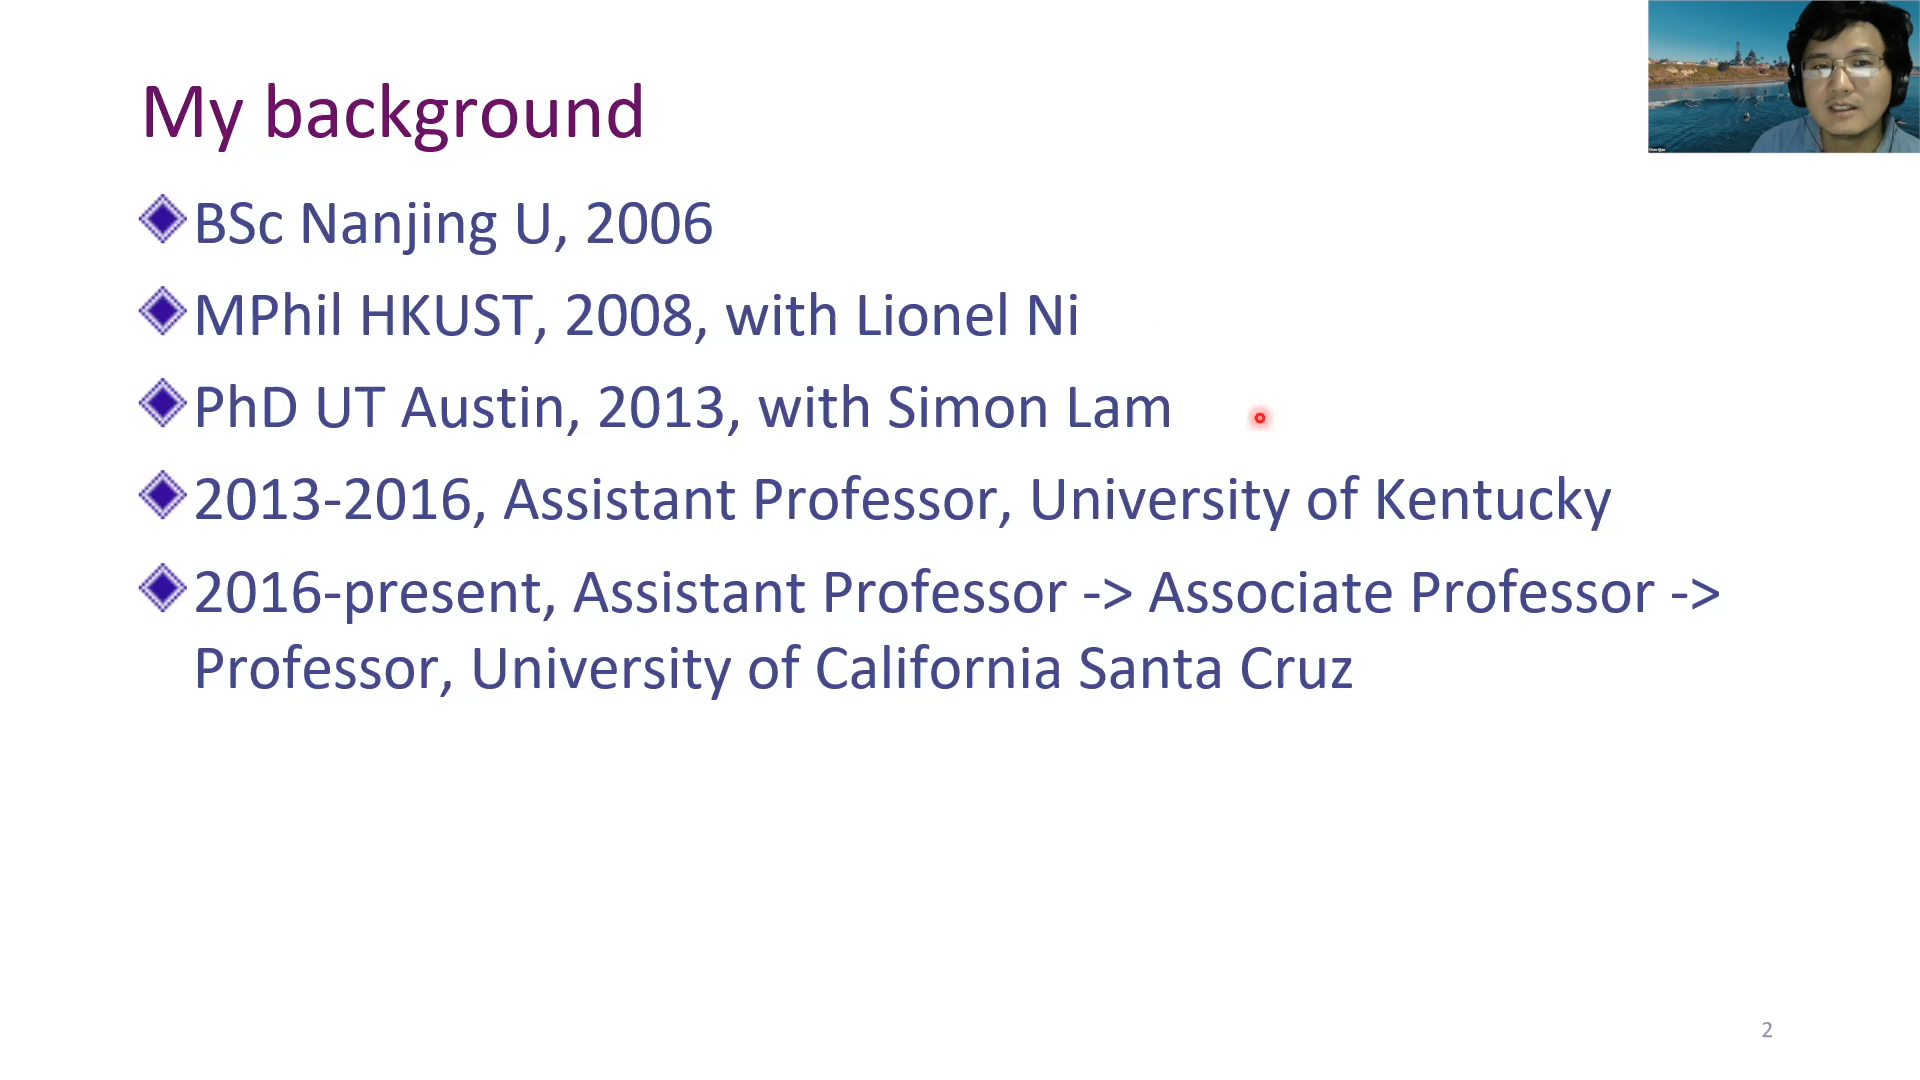 My background
BSc Nanjing U, 2006
MPhil HKUST, 2008, with Lionel Ni
PhD UT Austin, 2013, with Simon Lam
2013-2016, Assistant Professor, University of Kentucky
2016-present, Assistant Professor -> Associate Professor ->
Professor, University of California Santa Cruz
2